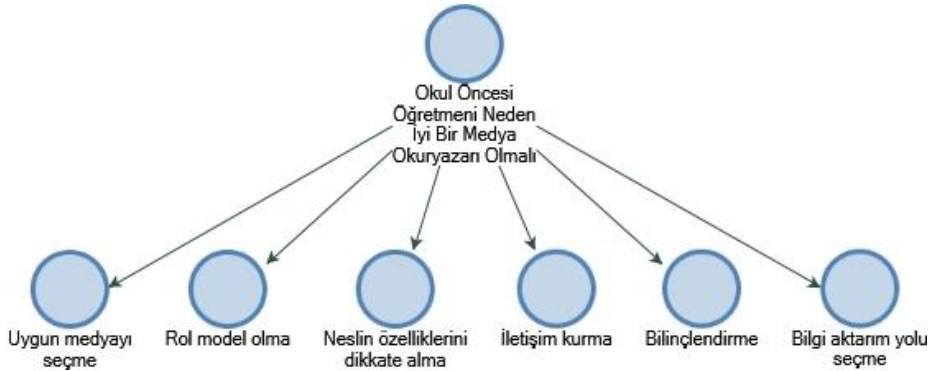 Okul Öncesi
Öğretmeni Neden
İyi Bir Medya
Okuryazarı Olmalı
Uygun medyayı
seçme
Rol model olma
Neslin özelliklerini
dikkate alma
İletişim kurma
Bilinçlendirme
Bilgi aktarım yolu
seçme